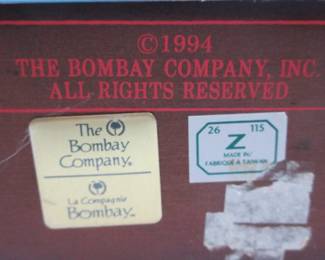 ©1994
THE BOMBAY COMPANY, INC.
ALL RIGHTS RESERVED
The
Bombay
Company®
La Compagnie
Bombay™
26 115
Z
MADE IN/
FABRIQUÉ À TAIWAN